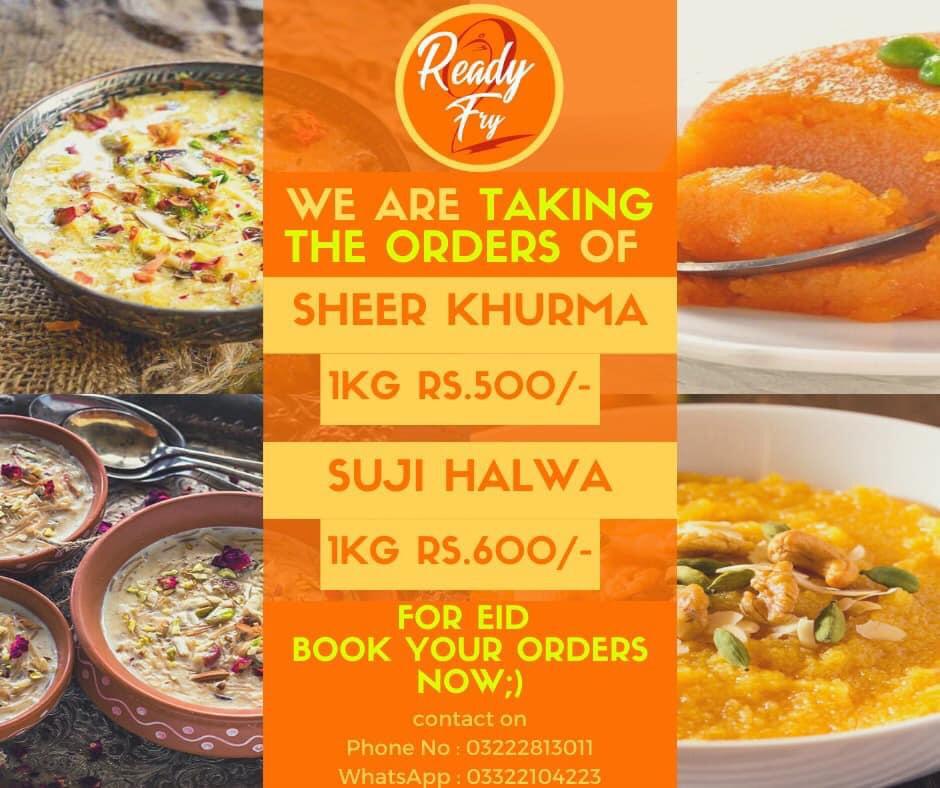 Ready
2
Fry
WE ARE TAKING
THE ORDERS OF
SHEER KHURMA
1KG RS.500/-
SUJI HALWA
1KG RS.600/-
FOR EID
BOOK YOUR ORDERS
NOW;)
contact on
Phone No : 03222813011
WhatsApp : 03322104223